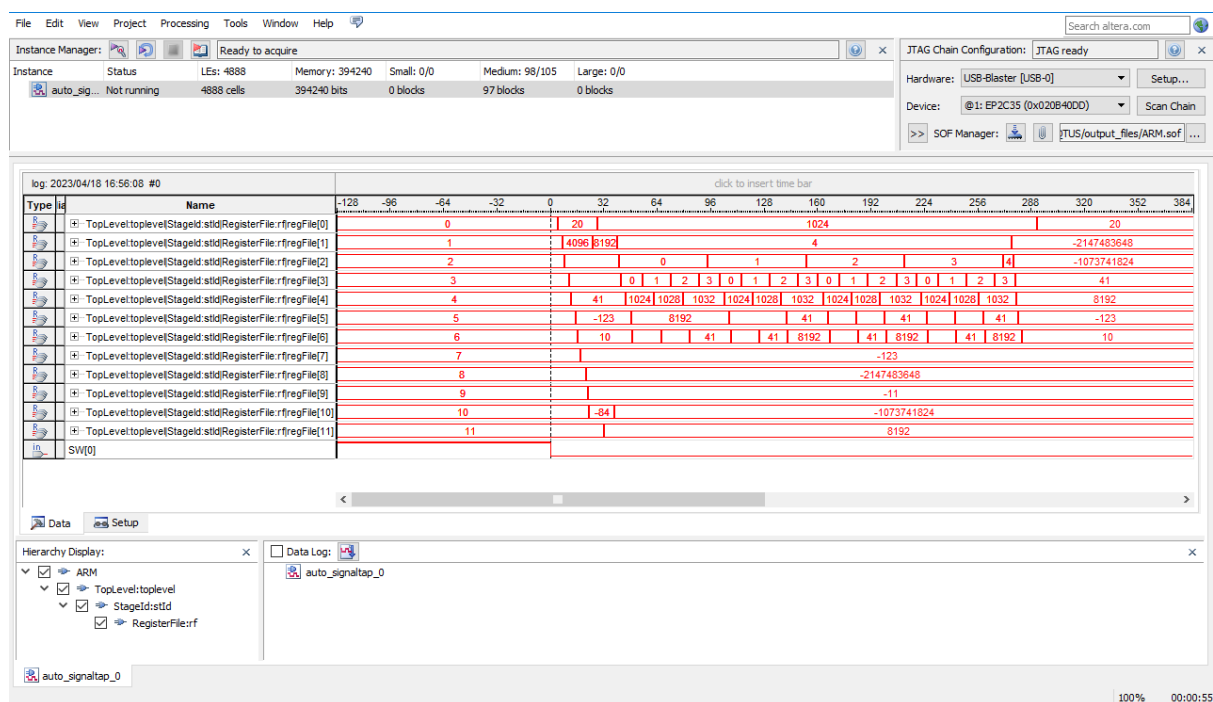 File Edit View Project Processing Tools Window Help
Search altera.com
Instance Manager: Ready to acquire
JTAG Chain Configuration: JTAG ready
Instance Status LEs: 4888 Memory: 394240 Small: 0/0 Medium: 98/105 Large: 0/0
auto_sig... Not running 4888 cells 394240 bits 0 blocks 97 blocks 0 blocks
Hardware: USB-Blaster [USB-0] Setup...
Device: @1: EP2C35 (0x020B40DD) Scan Chain
>> SOF Manager: JTUS/output_files/ARM.sof ...
log: 2023/04/18 16:56:08 #0 click to insert time bar
Type Name -128 -96 -64 -32 0 32 64 96 128 160 192 224 256 288 320 352 384
TopLevel:toplevel|StageId:stId|RegisterFile:rf|regFile[0] 0 20 1024 20
TopLevel:toplevel|StageId:stId|RegisterFile:rf|regFile[1] 1 4096 8192 4 -2147483648
TopLevel:toplevel|StageId:stId|RegisterFile:rf|regFile[2] 2 0 1 2 3 4 -1073741824
TopLevel:toplevel|StageId:stId|RegisterFile:rf|regFile[3] 3 0 1 2 3 0 1 2 3 0 1 2 3 0 1 2 3 41
TopLevel:toplevel|StageId:stId|RegisterFile:rf|regFile[4] 4 41 1024 1028 1032 1024 1028 1032 1024 1028 1032 1024 1028 1032 8192
TopLevel:toplevel|StageId:stId|RegisterFile:rf|regFile[5] 5 -123 8192 41 41 41 -123
TopLevel:toplevel|StageId:stId|RegisterFile:rf|regFile[6] 6 10 41 41 8192 41 8192 41 8192 10
TopLevel:toplevel|StageId:stId|RegisterFile:rf|regFile[7] 7 -123
TopLevel:toplevel|StageId:stId|RegisterFile:rf|regFile[8] 8 -2147483648
TopLevel:toplevel|StageId:stId|RegisterFile:rf|regFile[9] 9 -11
TopLevel:toplevel|StageId:stId|RegisterFile:rf|regFile[10] 10 -84 -1073741824
TopLevel:toplevel|StageId:stId|RegisterFile:rf|regFile[11] 11 8192
SW[0]
Data Setup
Hierarchy Display:
ARM
TopLevel:toplevel
StageId:stId
RegisterFile:rf
Data Log:
auto_signaltap_0
auto_signaltap_0
100% 00:00:55